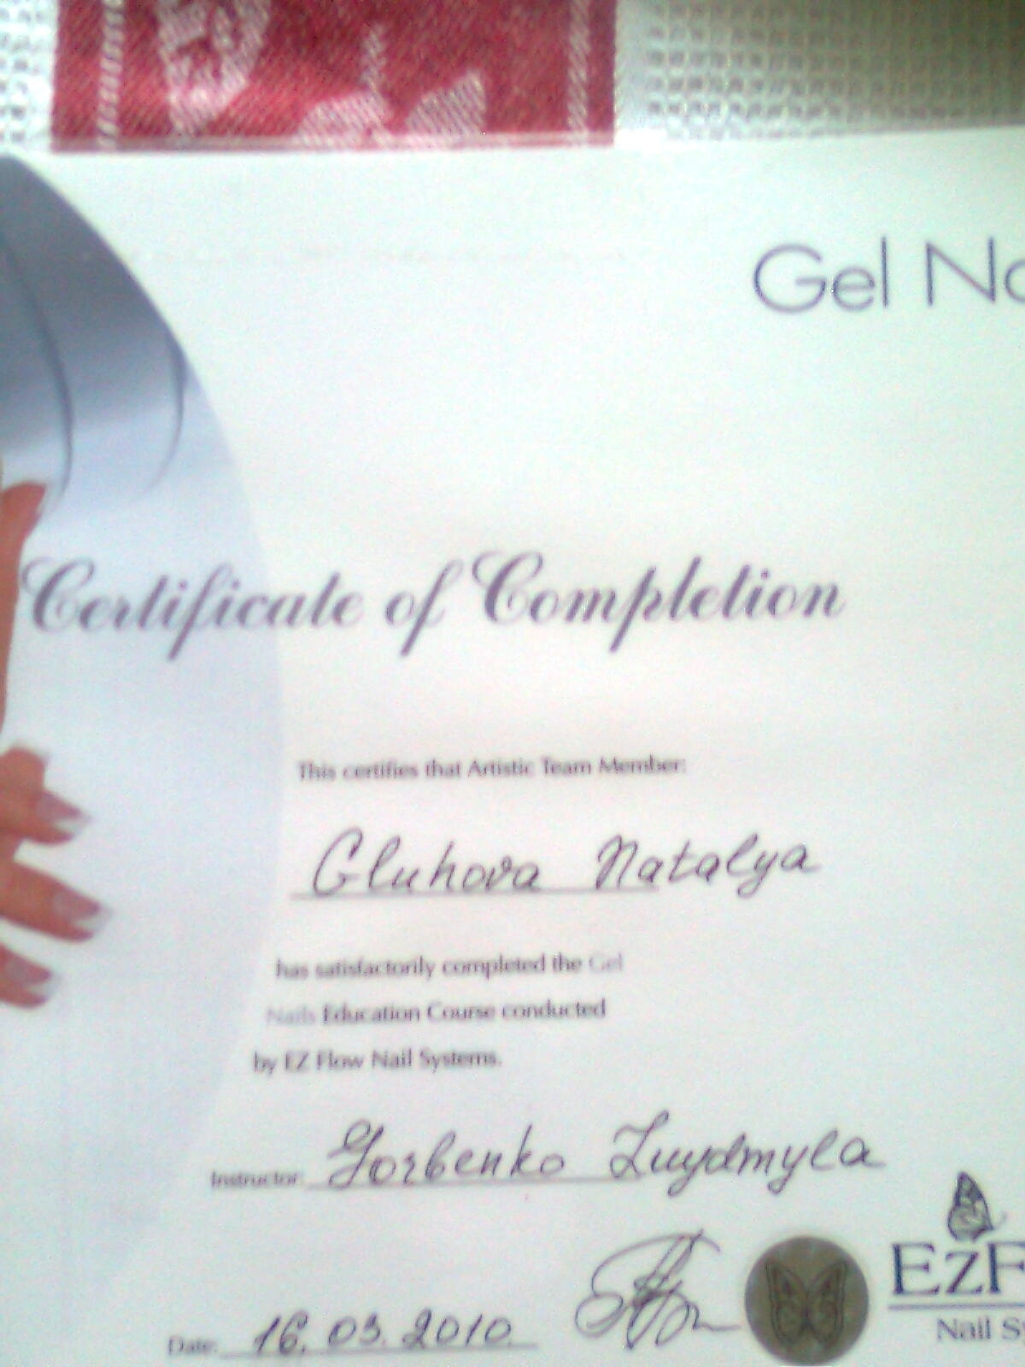 Gel Na
Certificate of Completion
This certifies that Artistic Team Member:
Gluhova Natalya
has satisfactorily completed the Gel
Nails Education Course conducted
by EZ Flow Nail Systems.
Instructor: Gorbenko Luydmyla
EzF
Nail Sy
Date: 16.03.2010.